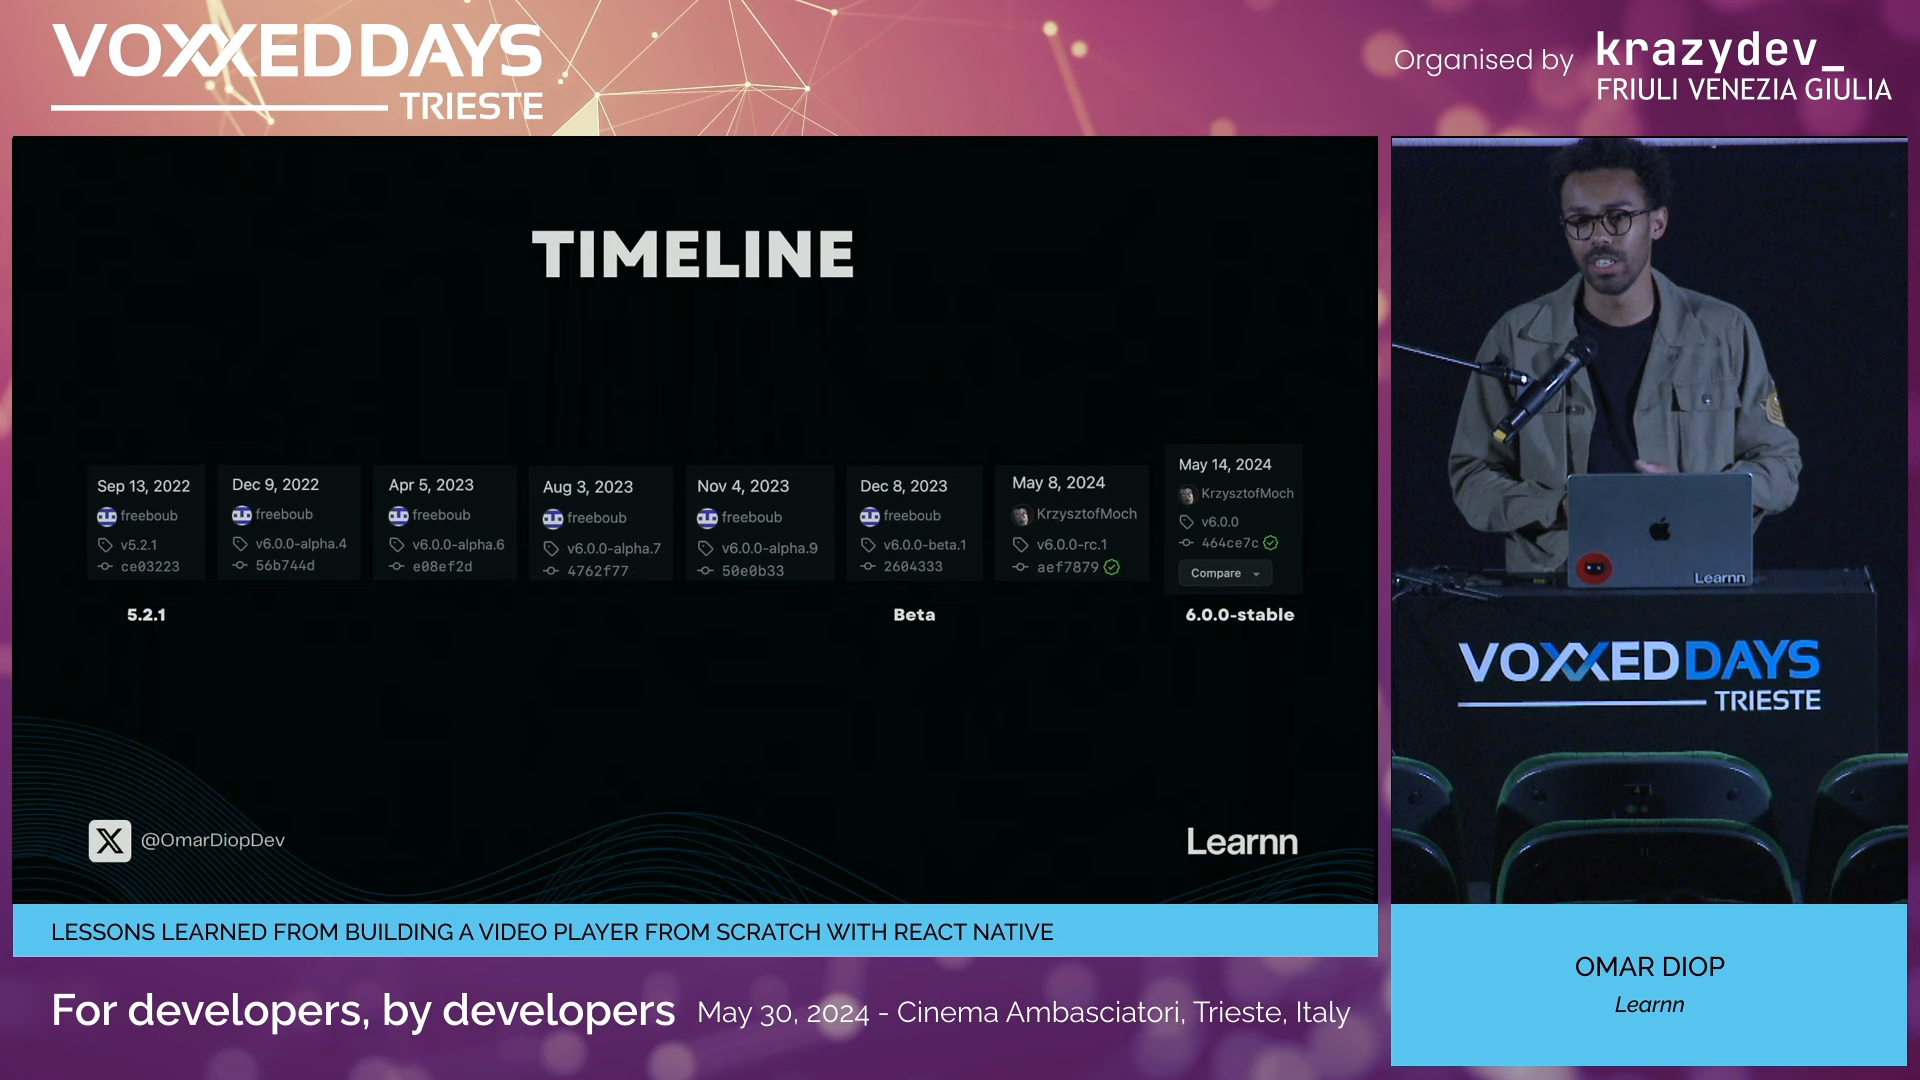 VOXXEDDAYS
TRIESTE
Organised by
krazydev_
FRIULI VENEZIA GIULIA
TIMELINE
Sep 13, 2022
freeboub
v5.2.1
ce03223
5.2.1
Dec 9, 2022
freeboub
v6.0.0-alpha.4
56b744d
Apr 5, 2023
freeboub
v6.0.0-alpha.6
e08ef2d
Aug 3, 2023
freeboub
v6.0.0-alpha.7
4762f77
Nov 4, 2023
freeboub
v6.0.0-alpha.9
50e0b33
Dec 8, 2023
freeboub
v6.0.0-beta.1
2604333
Beta
May 8, 2024
KrzysztofMoch
v6.0.0-rc.1
aef7879
May 14, 2024
KrzysztofMoch
v6.0.0
464ce7c
Compare
6.0.0-stable
X @OmarDiopDev
Learnn
Learnn
VOXXEDDAYS
TRIESTE
LESSONS LEARNED FROM BUILDING A VIDEO PLAYER FROM SCRATCH WITH REACT NATIVE
OMAR DIOP
Learnn
For developers, by developers May 30, 2024 - Cinema Ambasciatori, Trieste, Italy